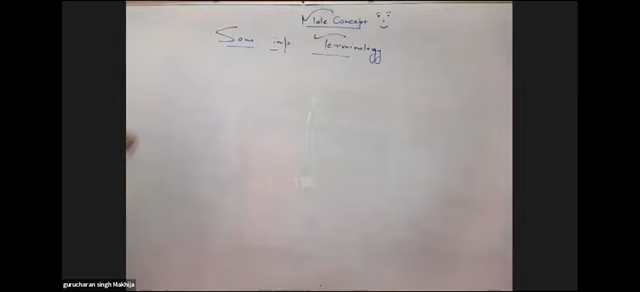 Mole Concept
Some imp Terminology
gurucharan singh Makhija